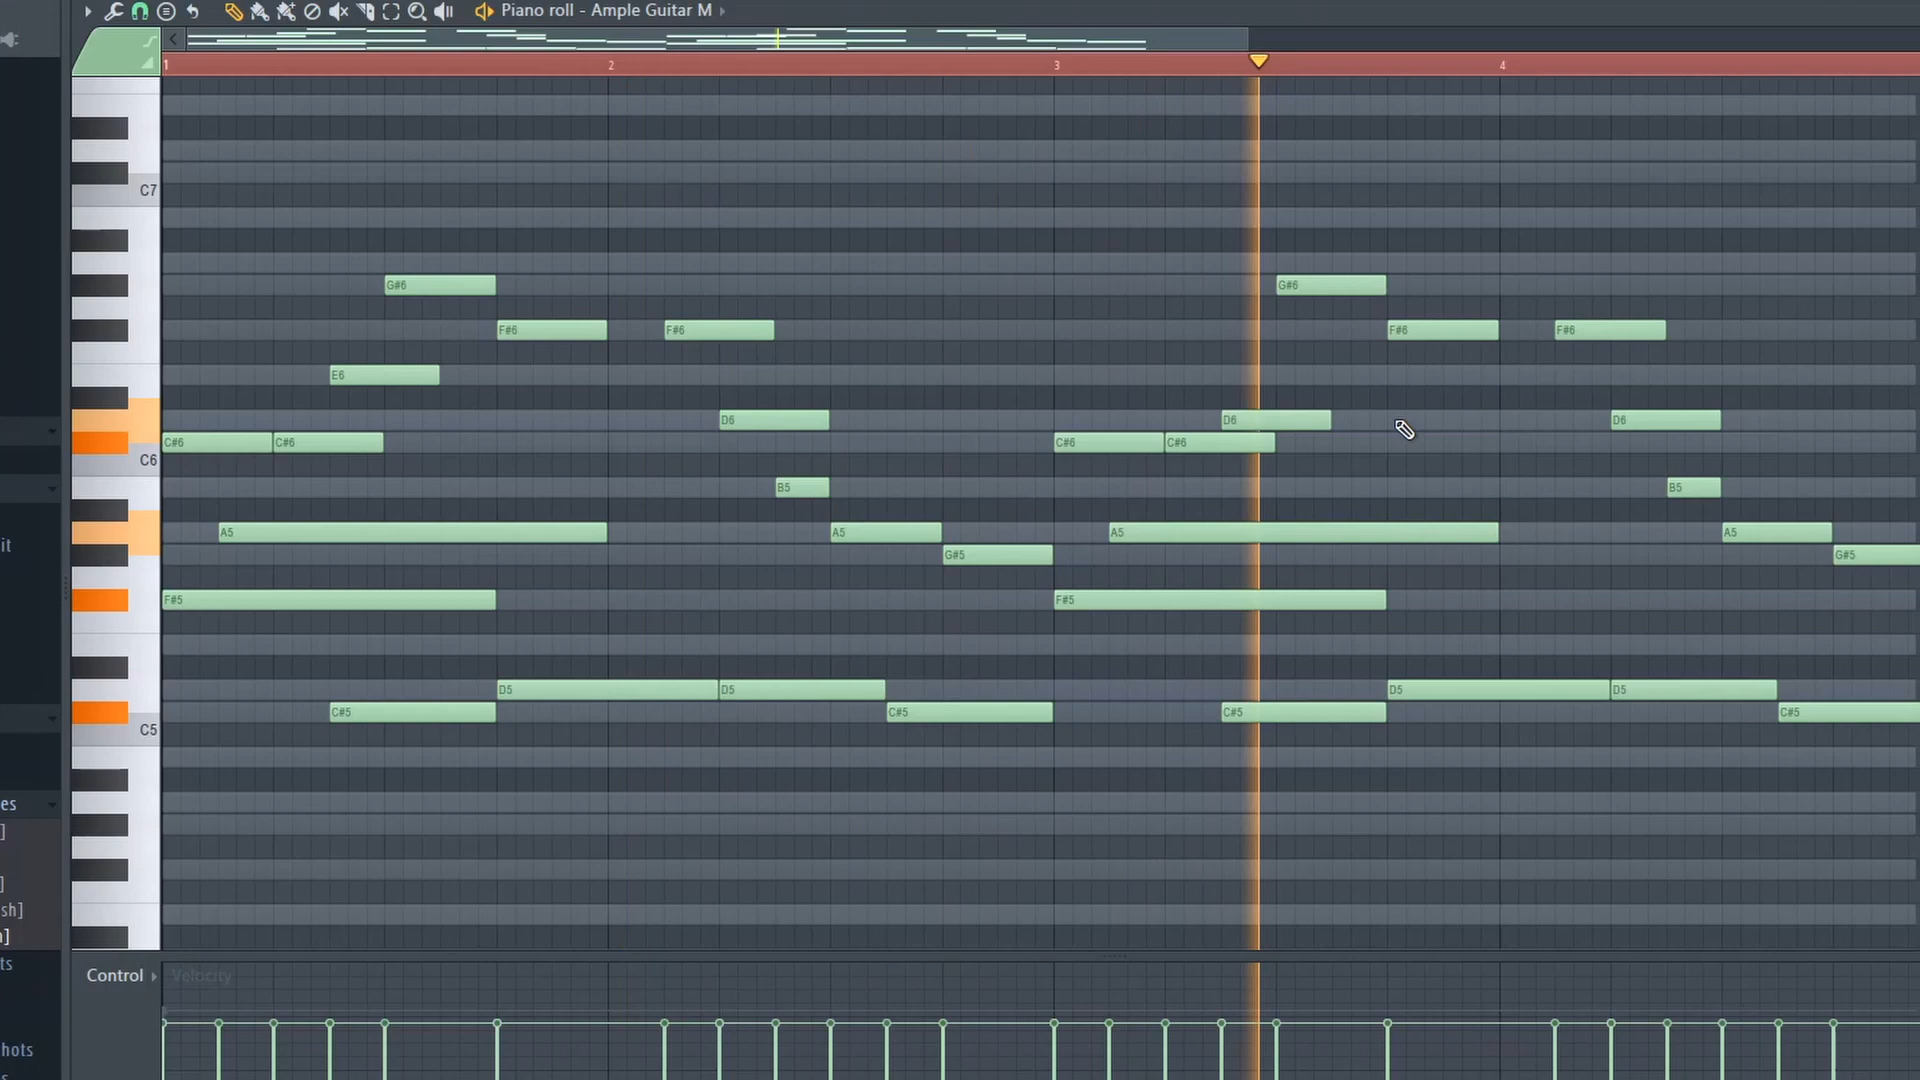 Piano roll - Ample Guitar M
1 2 3 4
C7
G#6 G#6
F#6 F#6 F#6 F#6
E6
D6 D6 D6
C#6 C#6 C#6 C#6
C6
B5 B5
A5 A5 A5 A5
it
G#5 G#5
F#5 F#5
D5 D5 D5 D5
C#5 C#5 C#5 C#5
C5
es
]
]
sh]
]
ts
Control Velocity
hots